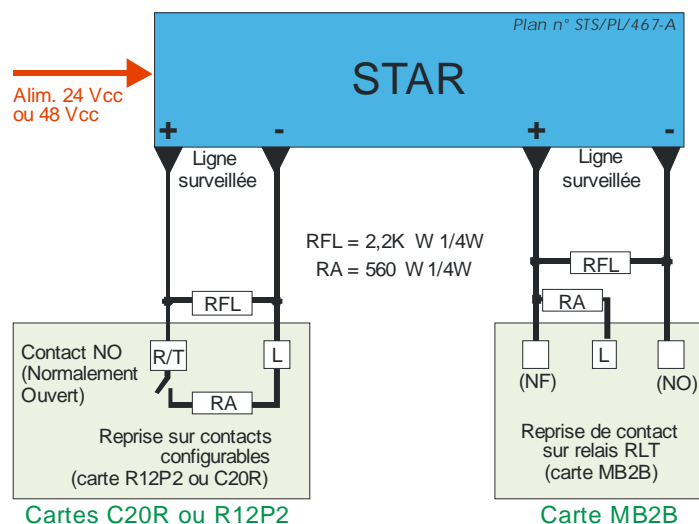 Plan n° STS/PL/467-A
STAR
Alim. 24 Vcc
ou 48 Vcc
+
-
+
-
Ligne
surveillée
Ligne
surveillée
RFL = 2,2K W 1/4W
RA = 560 W 1/4W
RFL
RFL
RA
Contact NO
(Normalement
Ouvert)
R/T
L
RA
Reprise sur contacts
configurables
(carte R12P2 ou C20R)
L
(NF)
(NO)
Reprise de contact
sur relais RLT
(carte MB2B)
Cartes C20R ou R12P2
Carte MB2B